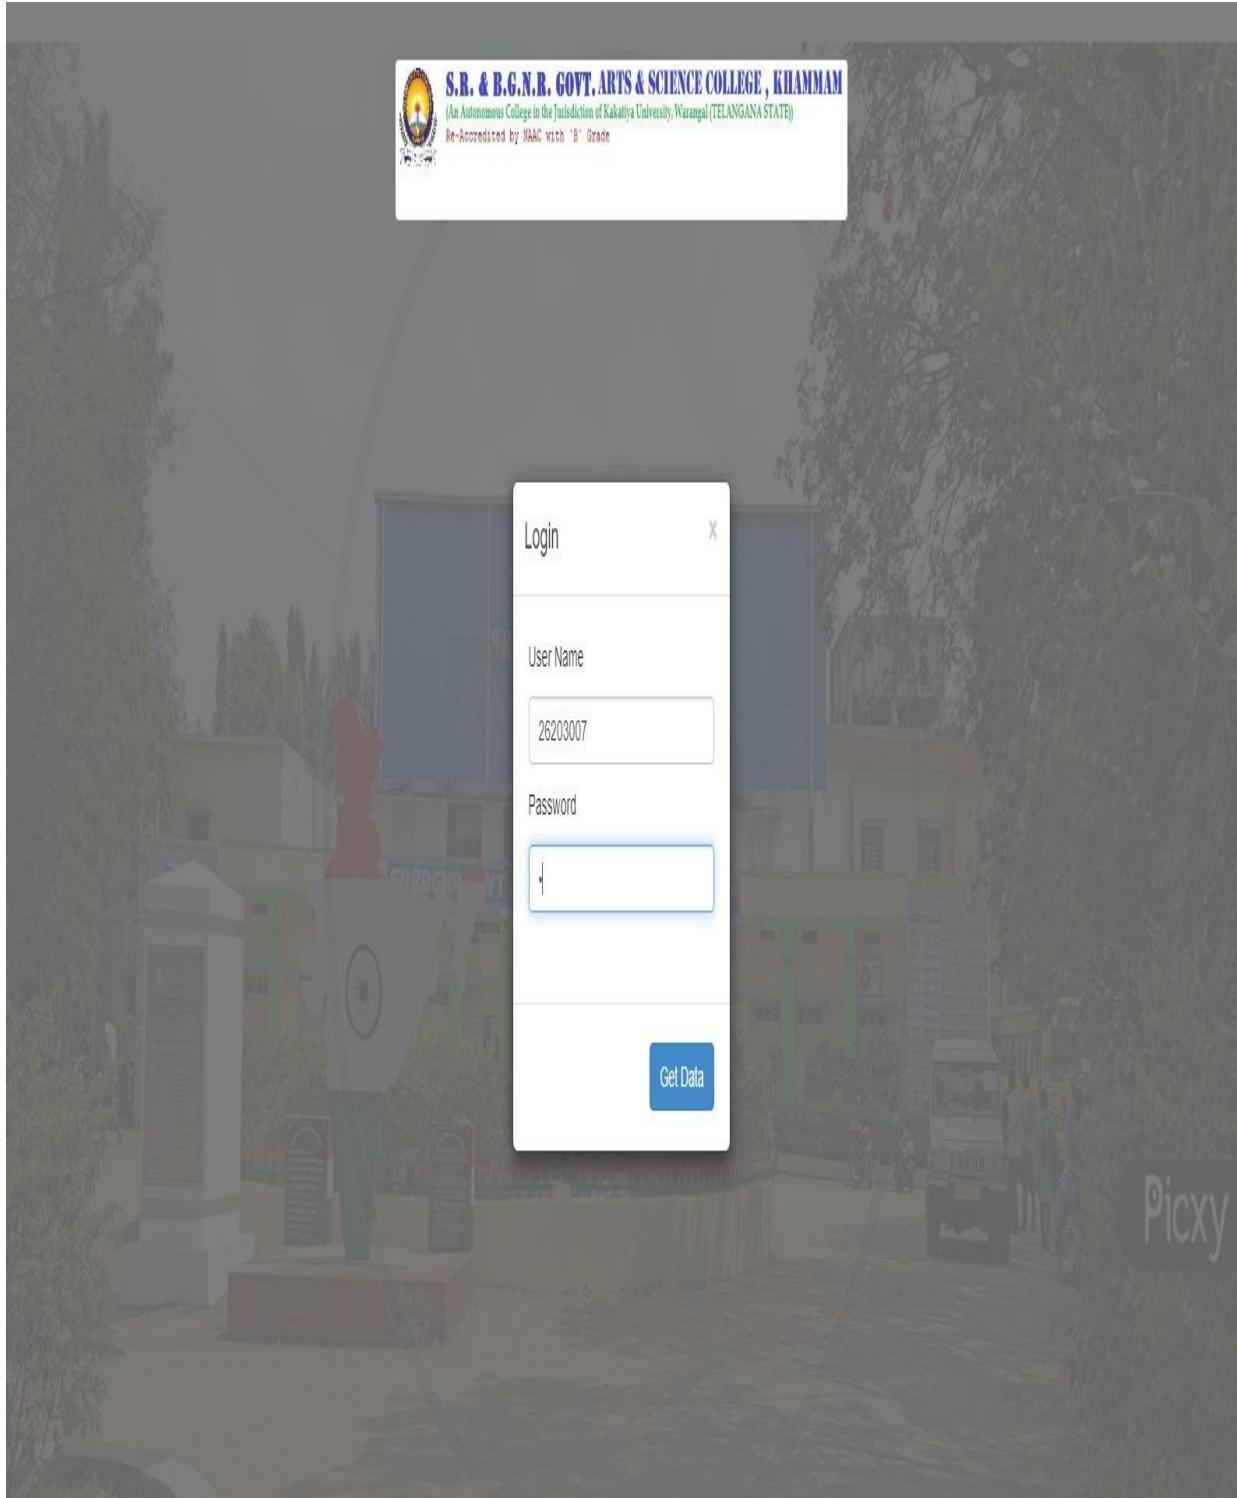 S.R. & B.G.N.R. GOVT. ARTS & SCIENCE COLLEGE , KHAMMAM
(An Autonomous College in the Jurisdiction of Kakatiya University, Warangal (TELANGANA STATE))
Re-Accredited by NAAC with `B` Grade
Login
x
User Name
26203007
Password
Get Data
Picxy